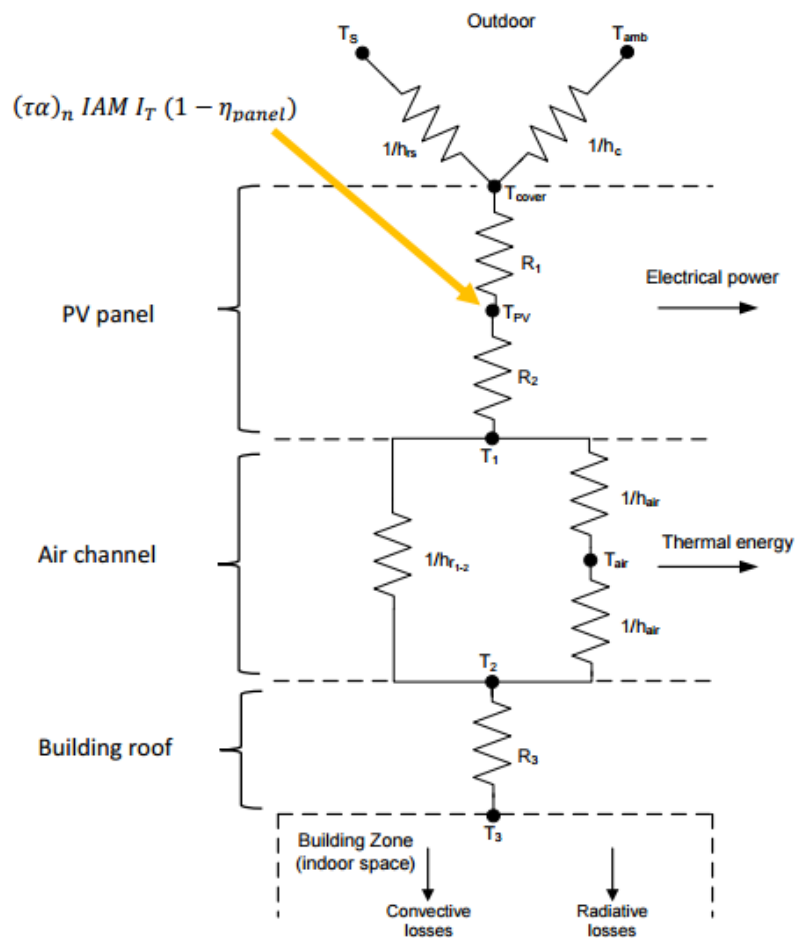 Outdoor
Ts
Tamb
(τα)n IAM IT (1 − ηpanel)
1/hrs
1/hc
Tcover
R1
Electrical power
PV panel
TPV
R2
T1
1/hair
Air channel
1/hr1-2
Tair
Thermal energy
1/hair
T2
Building roof
R3
T3
Building Zone
(indoor space)
Convective
losses
Radiative
losses